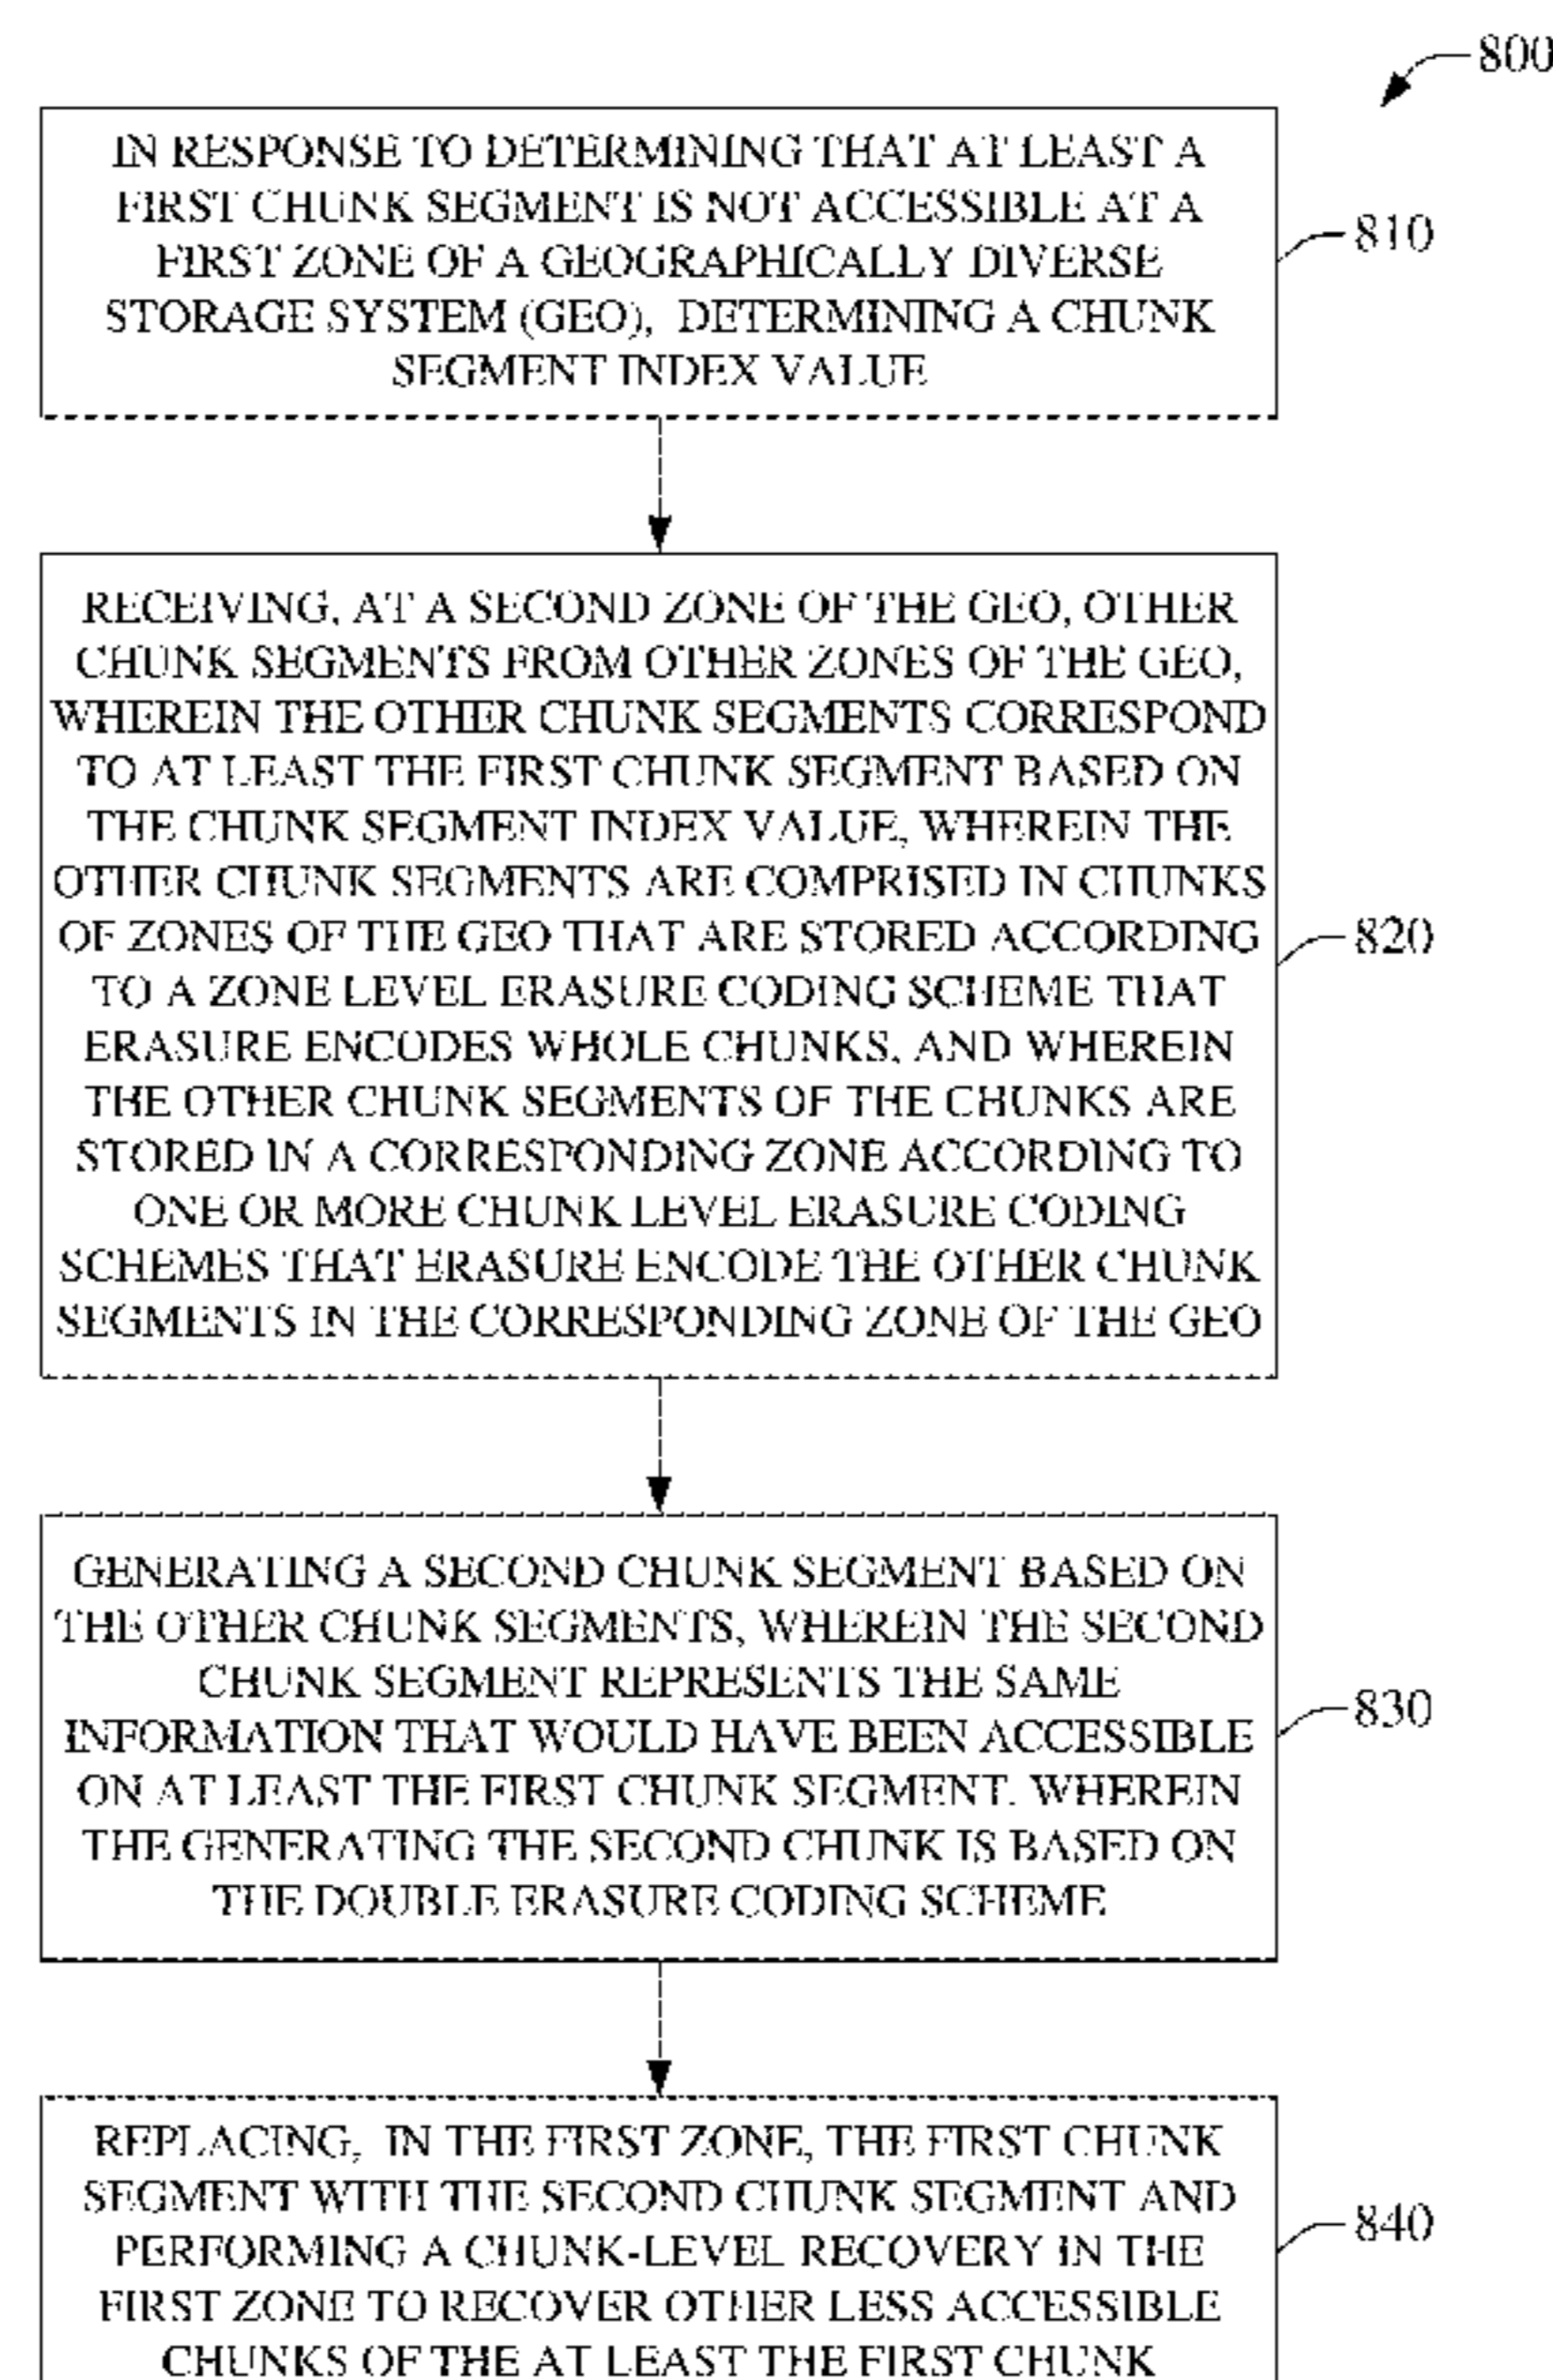 800
IN RESPONSE TO DETERMINING THAT AT LEAST A
FIRST CHUNK SEGMENT IS NOT ACCESSIBLE AT A
FIRST ZONE OF A GEOGRAPHICALLY DIVERSE
STORAGE SYSTEM (GEO), DETERMINING A CHUNK
SEGMENT INDEX VALUE
810
RECEIVING, AT A SECOND ZONE OF THE GEO, OTHER
CHUNK SEGMENTS FROM OTHER ZONES OF THE GEO,
WHEREIN THE OTHER CHUNK SEGMENTS CORRESPOND
TO AT LEAST THE FIRST CHUNK SEGMENT BASED ON
THE CHUNK SEGMENT INDEX VALUE, WHEREIN THE
OTHER CHUNK SEGMENTS ARE COMPRISED IN CHUNKS
OF ZONES OF THE GEO THAT ARE STORED ACCORDING
TO A ZONE LEVEL ERASURE CODING SCHEME THAT
ERASURE ENCODES WHOLE CHUNKS, AND WHEREIN
THE OTHER CHUNK SEGMENTS OF THE CHUNKS ARE
STORED IN A CORRESPONDING ZONE ACCORDING TO
ONE OR MORE CHUNK LEVEL ERASURE CODING
SCHEMES THAT ERASURE ENCODE THE OTHER CHUNK
SEGMENTS IN THE CORRESPONDING ZONE OF THE GEO
820
GENERATING A SECOND CHUNK SEGMENT BASED ON
THE OTHER CHUNK SEGMENTS, WHEREIN THE SECOND
CHUNK SEGMENT REPRESENTS THE SAME
INFORMATION THAT WOULD HAVE BEEN ACCESSIBLE
ON AT LEAST THE FIRST CHUNK SEGMENT. WHEREIN
THE GENERATING THE SECOND CHUNK IS BASED ON
THE DOUBLE ERASURE CODING SCHEME
830
REPLACING, IN THE FIRST ZONE, THE FIRST CHUNK
SEGMENT WITH THE SECOND CHUNK SEGMENT AND
PERFORMING A CHUNK-LEVEL RECOVERY IN THE
FIRST ZONE TO RECOVER OTHER LESS ACCESSIBLE
CHUNKS OF THE AT LEAST THE FIRST CHUNK
840